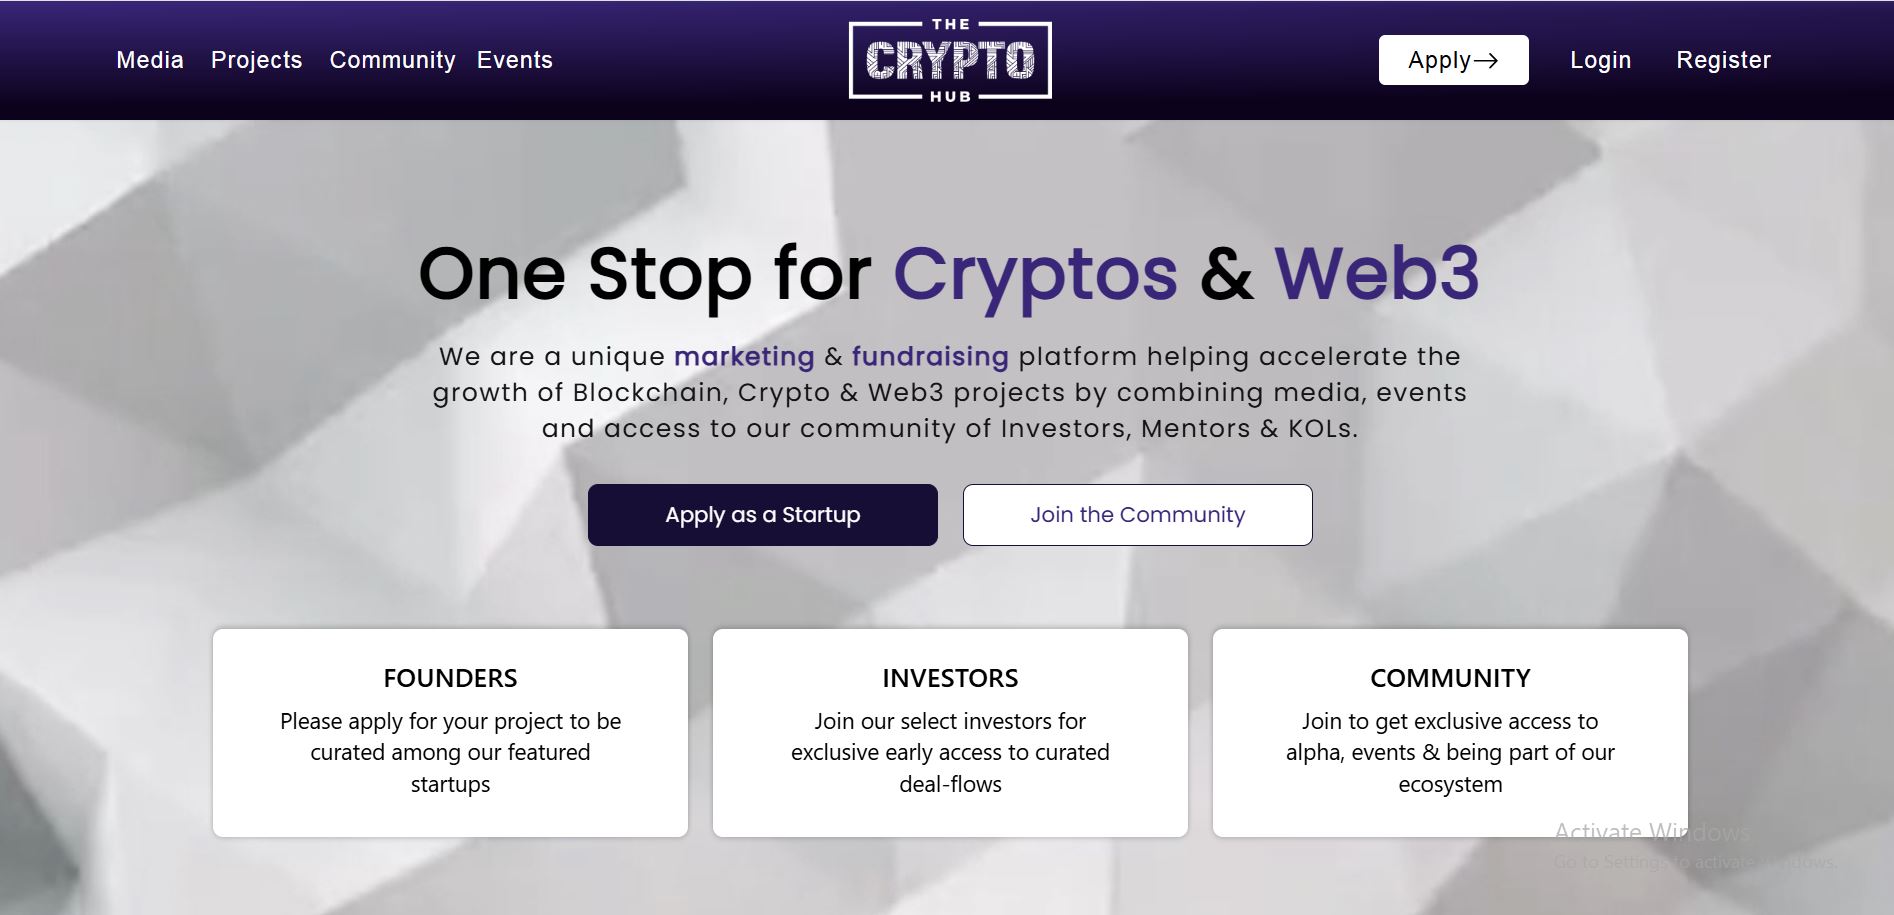 Media Projects Community Events
THE
CRYPTO
HUB
Apply→ Login Register
One Stop for Cryptos & Web3
We are a unique marketing & fundraising platform helping accelerate the
growth of Blockchain, Crypto & Web3 projects by combining media, events
and access to our community of Investors, Mentors & KOLs.
Apply as a Startup
Join the Community
FOUNDERS
Please apply for your project to be
curated among our featured
startups
INVESTORS
Join our select investors for
exclusive early access to curated
deal-flows
COMMUNITY
Join to get exclusive access to
alpha, events & being part of our
ecosystem
Activate Windows
Go to Settings to activate Windows.